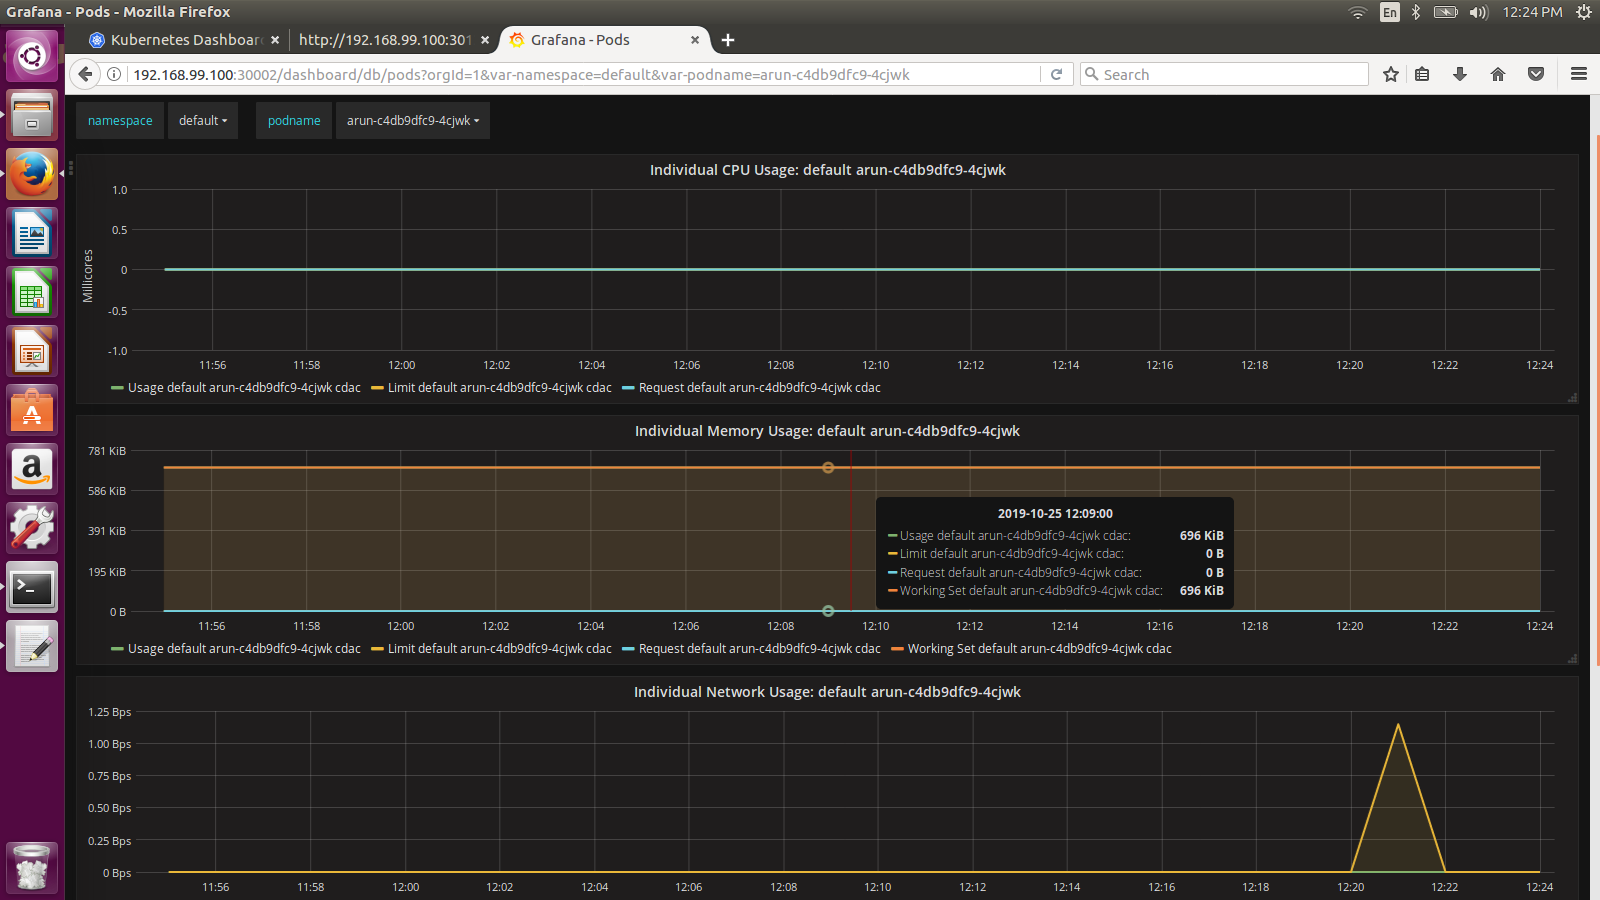 Grafana - Pods - Mozilla Firefox
En
12:24 PM
Kubernetes Dashboar
http://192.168.99.100:301
Grafana - Pods
192.168.99.100:30002/dashboard/db/pods?orgId=1&var-namespace=default&var-podname=arun-c4db9dfc9-4cjwk
Search
namespace default podname arun-c4db9dfc9-4cjwk
Individual CPU Usage: default arun-c4db9dfc9-4cjwk
Millicores
1.0
0.5
0
-0.5
-1.0
11:56 11:58 12:00 12:02 12:04 12:06 12:08 12:10 12:12 12:14 12:16 12:18 12:20 12:22 12:24
Usage default arun-c4db9dfc9-4cjwk cdac Limit default arun-c4db9dfc9-4cjwk cdac Request default arun-c4db9dfc9-4cjwk cdac
Individual Memory Usage: default arun-c4db9dfc9-4cjwk
781 KiB
586 KiB
391 KiB
195 KiB
0 B
2019-10-25 12:09:00
Usage default arun-c4db9dfc9-4cjwk cdac: 696 KiB
Limit default arun-c4db9dfc9-4cjwk cdac: 0 B
Request default arun-c4db9dfc9-4cjwk cdac: 0 B
Working Set default arun-c4db9dfc9-4cjwk cdac: 696 KiB
11:56 11:58 12:00 12:02 12:04 12:06 12:08 12:10 12:12 12:14 12:16 12:18 12:20 12:22 12:24
Usage default arun-c4db9dfc9-4cjwk cdac Limit default arun-c4db9dfc9-4cjwk cdac Request default arun-c4db9dfc9-4cjwk cdac Working Set default arun-c4db9dfc9-4cjwk cdac
Individual Network Usage: default arun-c4db9dfc9-4cjwk
1.25 Bps
1.00 Bps
0.75 Bps
0.50 Bps
0.25 Bps
0 Bps
11:56 11:58 12:00 12:02 12:04 12:06 12:08 12:10 12:12 12:14 12:16 12:18 12:20 12:22 12:24